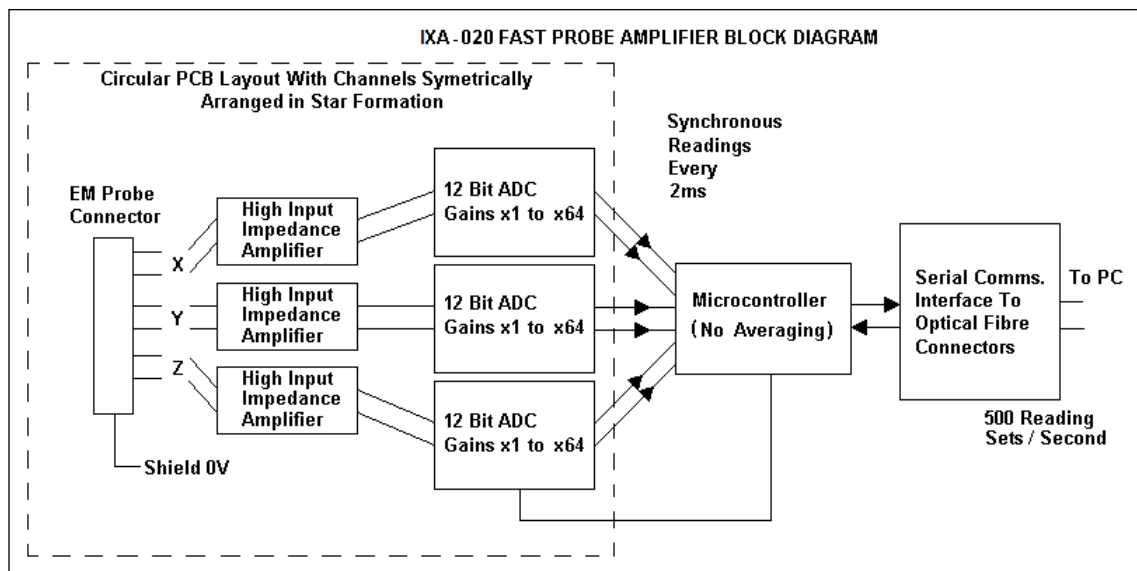 IXA-020 FAST PROBE AMPLIFIER BLOCK DIAGRAM
Circular PCB Layout With Channels Symetrically
Arranged in Star Formation
Synchronous
Readings
Every
2ms
EM Probe
Connector
X
Y
Z
Shield 0V
High Input
Impedance
Amplifier
High Input
Impedance
Amplifier
High Input
Impedance
Amplifier
12 Bit ADC
Gains x1 to x64
12 Bit ADC
Gains x1 to x64
12 Bit ADC
Gains x1 to x64
Microcontroller
(No Averaging)
Serial Comms.
Interface To
Optical Fibre
Connectors
To PC
500 Reading
Sets / Second